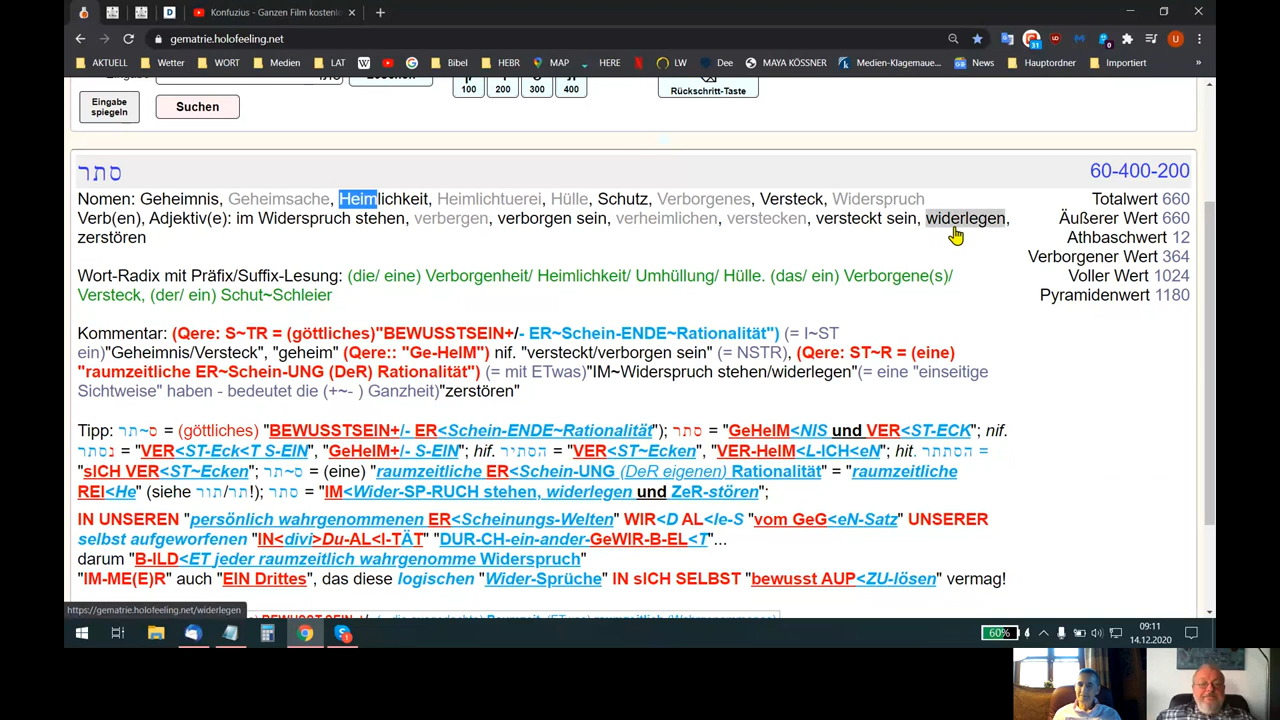 Konfuzius - Ganzen Film kostenlo
gematrie.holofeeling.net
AKTUELL Wetter WORT Medien LAT Bibel HEBR MAP HERE LW Dee MAYA KÖSSNER Medien-Klagemaue... News Hauptordner Importiert »
Eingabe spiegeln
Suchen
100 200 300 400
Rückschritt-Taste
סתר 60-400-200
Nomen: Geheimnis, Geheimsache, Heimlichkeit, Heimlichtuerei, Hülle, Schutz, Verborgenes, Versteck, Widerspruch
Verb(en), Adjektiv(e): im Widerspruch stehen, verbergen, verborgen sein, verheimlichen, verstecken, versteckt sein, widerlegen,
zerstören
Totalwert 660
Äußerer Wert 660
Athbaschwert 12
Verborgener Wert 364
Voller Wert 1024
Pyramidenwert 1180
Wort-Radix mit Präfix/Suffix-Lesung: (die/ eine) Verborgenheit/ Heimlichkeit/ Umhüllung/ Hülle. (das/ ein) Verborgene(s)/
Versteck, (der/ ein) Schut~Schleier
Kommentar: (Qere: S~TR = (göttliches)"BEWUSSTSEIN+/- ER~Schein-ENDE~Rationalität") (= I~ST
ein)"Geheimnis/Versteck", "geheim" (Qere:: "Ge-HeIM") nif. "versteckt/verborgen sein" (= NSTR), (Qere: ST~R = (eine)
"raumzeitliche ER~Schein-UNG (DeR) Rationalität") (= mit ETwas)"IM~Widerspruch stehen/widerlegen"(= eine "einseitige
Sichtweise" haben - bedeutet die (+~- ) Ganzheit)"zerstören"
Tipp: ס~תר = (göttliches) "BEWUSSTSEIN+/- ER<Schein-ENDE~Rationalität"); סתר = "GeHeIM<NIS und VER<ST-ECK"; nif.
נסתר = "VER<ST-Eck<T S-EIN", "GeHeIM+/- S-EIN"; hif. הסתיר = "VER<ST~Ecken", "VER-HeIM<L-ICH<eN"; hit. הסתתר =
"sICH VER<ST~Ecken"; ס~תר = (eine) "raumzeitliche ER<Schein-UNG (DeR eigenen) Rationalität" = "raumzeitliche
REI<He" (siehe תר/תור!); סתר = "IM<Wider-SP-RUCH stehen, widerlegen und ZeR-stören";
IN UNSEREN "persönlich wahrgenommenen ER<Scheinungs-Welten" WIR<D AL<le-S "vom GeG<eN-Satz" UNSERER
selbst aufgeworfenen "IN<divi>Du-AL<I-TÄT" "DUR-CH-ein-ander-GeWIR-B-EL<T"...
darum "B-ILD<ET jeder raumzeitlich wahrgenomme Widerspruch"
"IM-ME(E)R" auch "EIN Drittes", das diese logischen "Wider-Sprüche" IN sICH SELBST "bewusst AUP<ZU-lösen" vermag!
https://gematrie.holofeeling.net/widerlegen
60%
09:11
14.12.2020